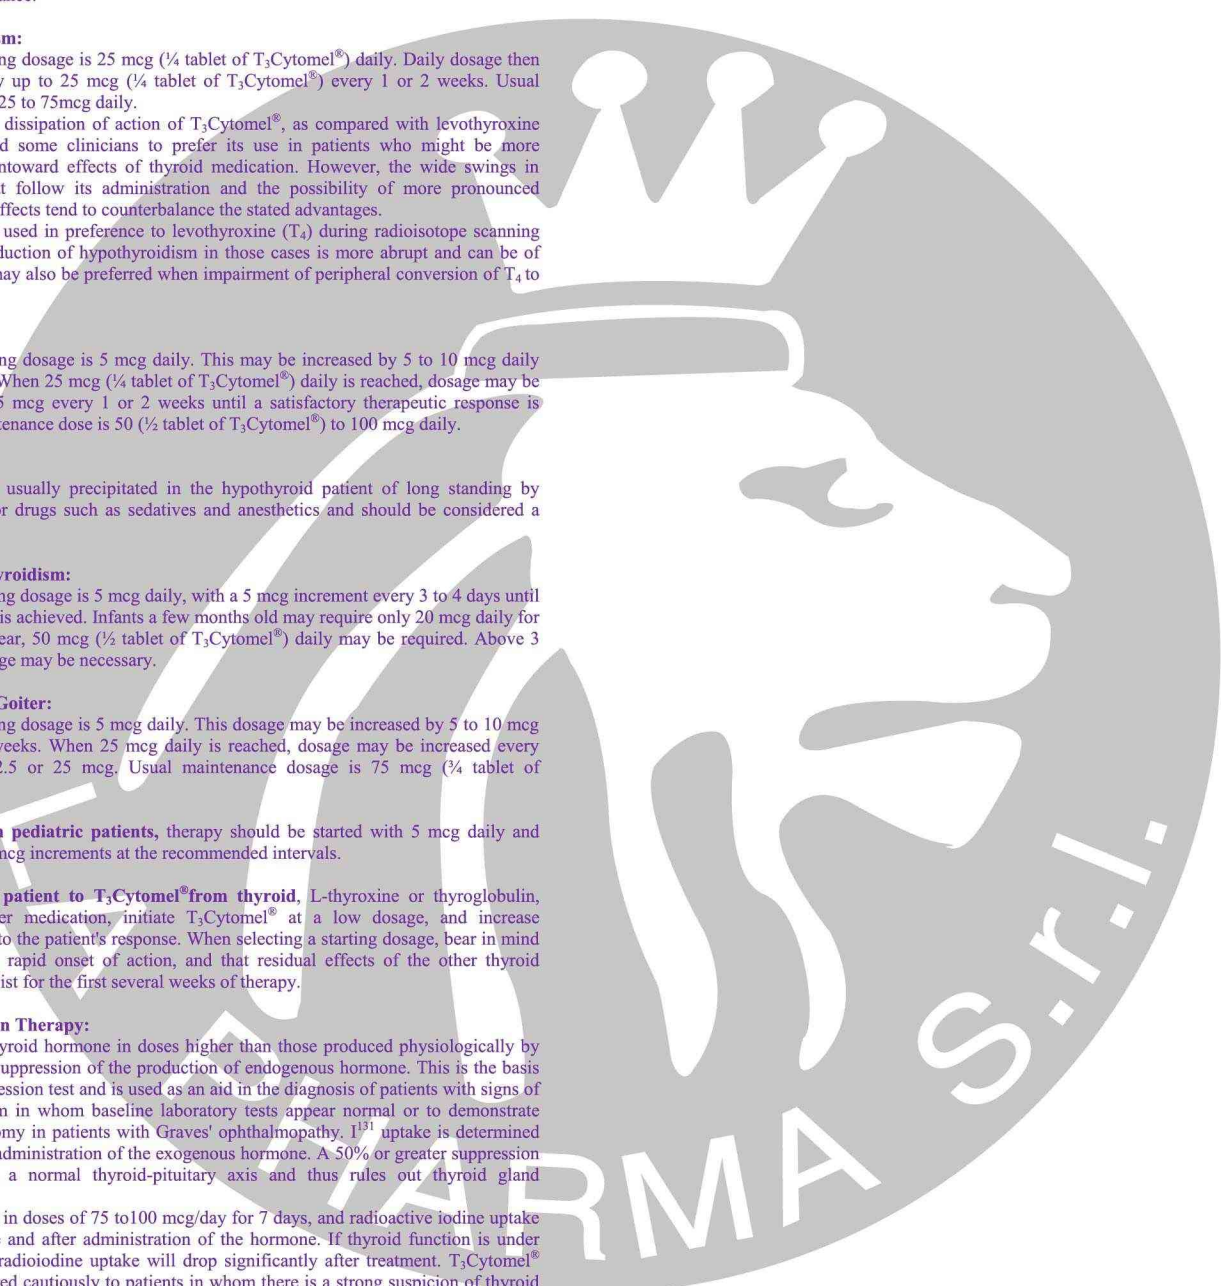 sm:
ng dosage is 25 mcg (¼ tablet of T₃Cytomel®) daily. Daily dosage then
y up to 25 mcg (¼ tablet of T₃Cytomel®) every 1 or 2 weeks. Usual
25 to 75mcg daily.
dissipation of action of T₃Cytomel®, as compared with levothyroxine
d some clinicians to prefer its use in patients who might be more
ntoward effects of thyroid medication. However, the wide swings in
t follow its administration and the possibility of more pronounced
ffects tend to counterbalance the stated advantages.
used in preference to levothyroxine (T₄) during radioisotope scanning
duction of hypothyroidism in those cases is more abrupt and can be of
may also be preferred when impairment of peripheral conversion of T₄ to
ng dosage is 5 mcg daily. This may be increased by 5 to 10 mcg daily
When 25 mcg (¼ tablet of T₃Cytomel®) daily is reached, dosage may be
5 mcg every 1 or 2 weeks until a satisfactory therapeutic response is
tenance dose is 50 (½ tablet of T₃Cytomel®) to 100 mcg daily.
usually precipitated in the hypothyroid patient of long standing by
or drugs such as sedatives and anesthetics and should be considered a
yroidism:
ng dosage is 5 mcg daily, with a 5 mcg increment every 3 to 4 days until
is achieved. Infants a few months old may require only 20 mcg daily for
ear, 50 mcg (½ tablet of T₃Cytomel®) daily may be required. Above 3
ge may be necessary.
Goiter:
ng dosage is 5 mcg daily. This dosage may be increased by 5 to 10 mcg
weeks. When 25 mcg daily is reached, dosage may be increased every
2.5 or 25 mcg. Usual maintenance dosage is 75 mcg (¾ tablet of
n pediatric patients, therapy should be started with 5 mcg daily and
mcg increments at the recommended intervals.
patient to T₃Cytomel®from thyroid, L-thyroxine or thyroglobulin,
er medication, initiate T₃Cytomel® at a low dosage, and increase
to the patient's response. When selecting a starting dosage, bear in mind
rapid onset of action, and that residual effects of the other thyroid
ist for the first several weeks of therapy.
n Therapy:
yroid hormone in doses higher than those produced physiologically by
uppression of the production of endogenous hormone. This is the basis
ession test and is used as an aid in the diagnosis of patients with signs of
m in whom baseline laboratory tests appear normal or to demonstrate
omy in patients with Graves' ophthalmopathy. I¹³¹ uptake is determined
administration of the exogenous hormone. A 50% or greater suppression
a normal thyroid-pituitary axis and thus rules out thyroid gland
in doses of 75 to100 mcg/day for 7 days, and radioactive iodine uptake
e and after administration of the hormone. If thyroid function is under
radioiodine uptake will drop significantly after treatment. T₃Cytomel®
ed cautiously to patients in whom there is a strong suspicion of thyroid
PHARMA S.r.l.